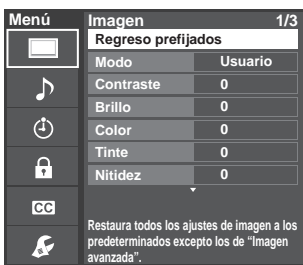 Menú
Imagen 1/3
Regreso prefijados
Modo Usuario
Contraste 0
Brillo 0
Color 0
Tinte 0
Nitidez 0
CC
Restaura todos los ajustes de imagen a los
predeterminados excepto los de “Imagen
avanzada”.